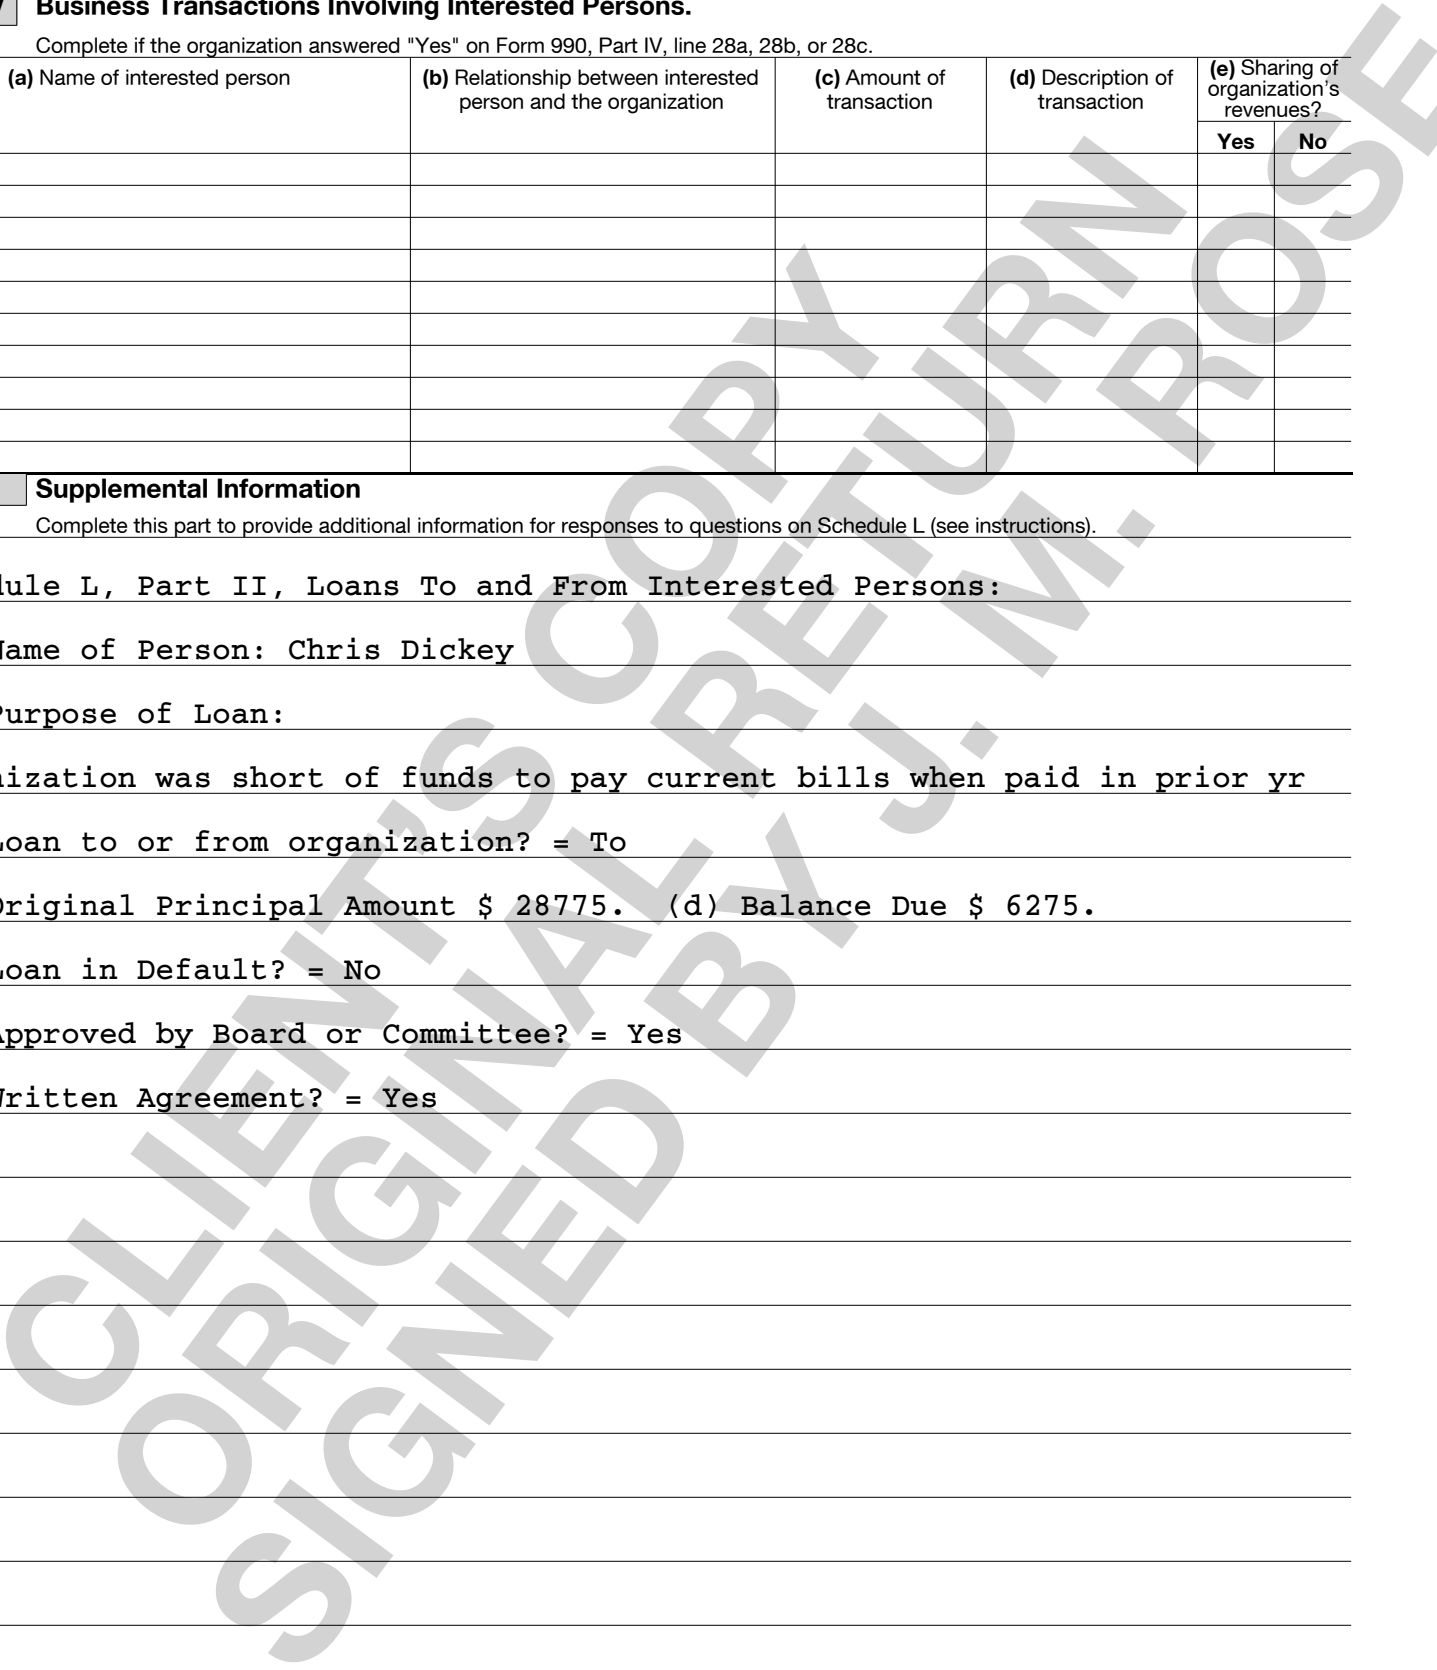 Business Transactions Involving Interested Persons.
Complete if the organization answered "Yes" on Form 990, Part IV, line 28a, 28b, or 28c.
(a) Name of interested person
(b) Relationship between interested
person and the organization
(c) Amount of
transaction
(d) Description of
transaction
(e) Sharing of
organization's
revenues?
Yes No
Supplemental Information
Complete this part to provide additional information for responses to questions on Schedule L (see instructions).
dule L, Part II, Loans To and From Interested Persons:
Name of Person: Chris Dickey
Purpose of Loan:
nization was short of funds to pay current bills when paid in prior yr
Loan to or from organization? = To
Original Principal Amount $ 28775. (d) Balance Due $ 6275.
Loan in Default? = No
Approved by Board or Committee? = Yes
Written Agreement? = Yes
CLIENT'S COPY
ORIGINAL RETURN
SIGNED BY J. M. ROSE